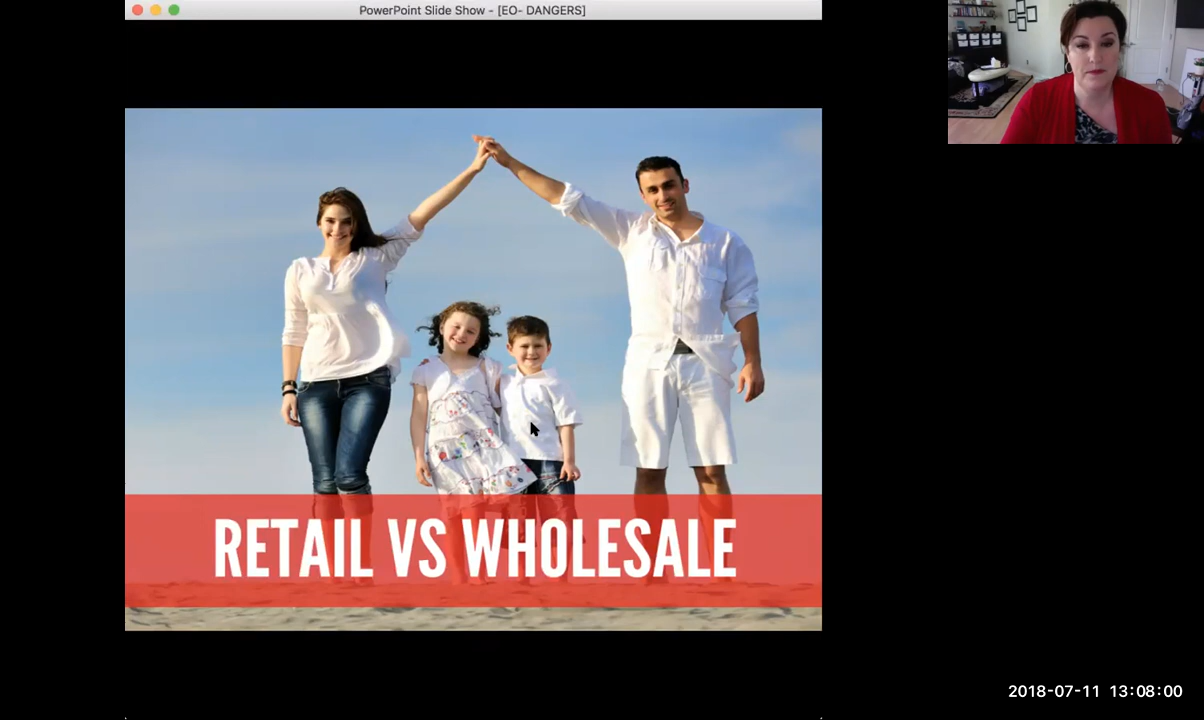 PowerPoint Slide Show - [EO- DANGERS]
RETAIL VS WHOLESALE
2018-07-11 13:08:00